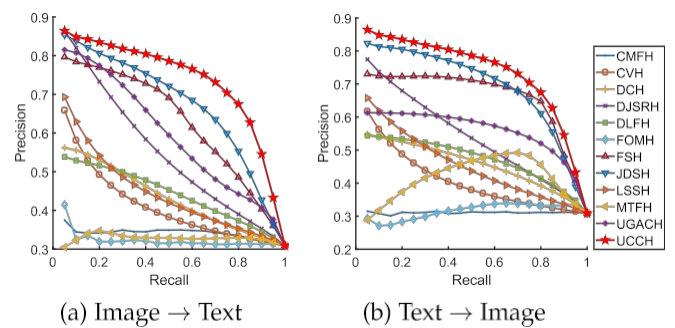 0.9
0.8
0.7
0.6
0.5
0.4
0.3
Precision
0 0.2 0.4 0.6 0.8 1
Recall
(a) Image → Text
0.9
0.8
0.7
0.6
0.5
0.4
0.3
0.2
Precision
0 0.2 0.4 0.6 0.8 1
Recall
(b) Text → Image
CMFH
CVH
DCH
DJSRH
DLFH
FOMH
FSH
JDSH
LSSH
MTFH
UGACH
UCCH